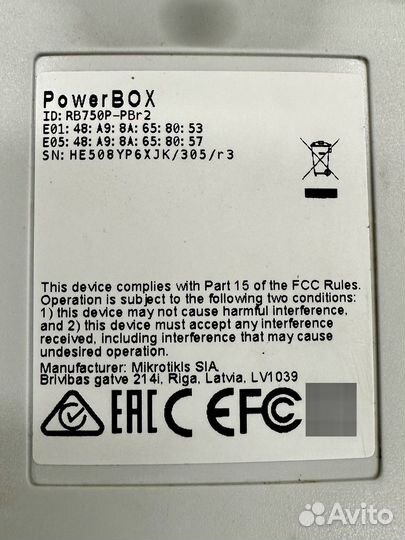 PowerBOX
ID: RB750P-PBr2
E01: 48: A9: 8A: 65: 80: 53
E05: 48: A9: 8A: 65: 80: 57
SN: HE508YP6XJK/305/r3
This device complies with Part 15 of the FCC Rules.
Operation is subject to the following two conditions:
1) this device may not cause harmful interference,
and 2) this device must accept any interference
received, including interference that may cause
undesired operation.
Manufacturer: Mikrotikls SIA
Brivibas gatve 214i, Riga, Latvia, LV1039
EAC CE FC
Avito